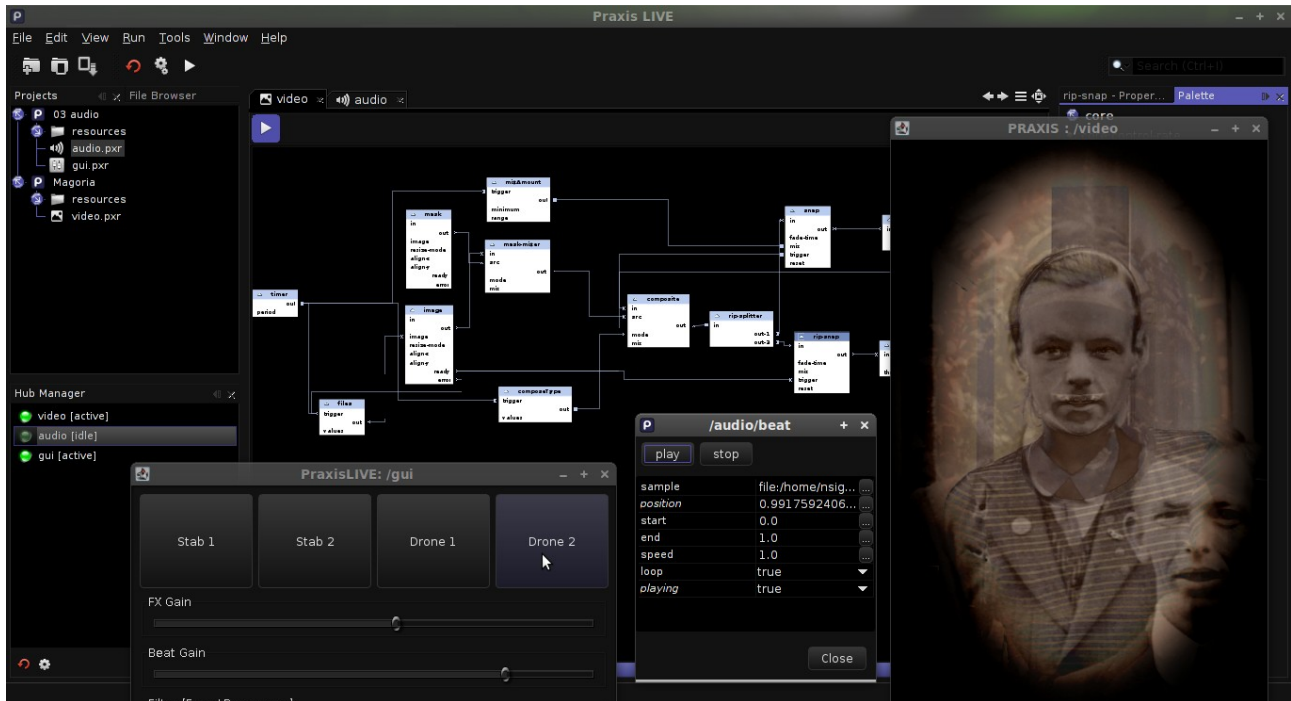 Praxis LIVE
File Edit View Run Tools Window Help
Search (Ctrl+I)
Projects
File Browser
03 audio
resources
audio.pxr
gui.pxr
Magoria
resources
video.pxr
video
audio
rip-snap - Proper...
Palette
core
timer
out
period
mask
in
out
image
resize-mode
align-x
align-y
ready
error
image
in
out
image
resize-mode
align-x
align-y
ready
error
files
trigger
out
values
mixAmount
trigger
out
minimum
range
mask-mixer
in
src
out
mode
mix
composeType
trigger
out
values
composite
in
src
out
mode
mix
rip-splitter
in
out-1
out-2
snap
in
out
fade-time
mix
trigger
reset
rip-snap
in
out
fade-time
mix
trigger
reset
Hub Manager
video [active]
audio [idle]
gui [active]
PraxisLIVE: /gui
Stab 1
Stab 2
Drone 1
Drone 2
FX Gain
Beat Gain
/audio/beat
play stop
sample file:/home/nsig... ...
position 0.9917592406... ...
start 0.0 ...
end 1.0 ...
speed 1.0 ...
loop true
playing true
Close
PRAXIS : /video